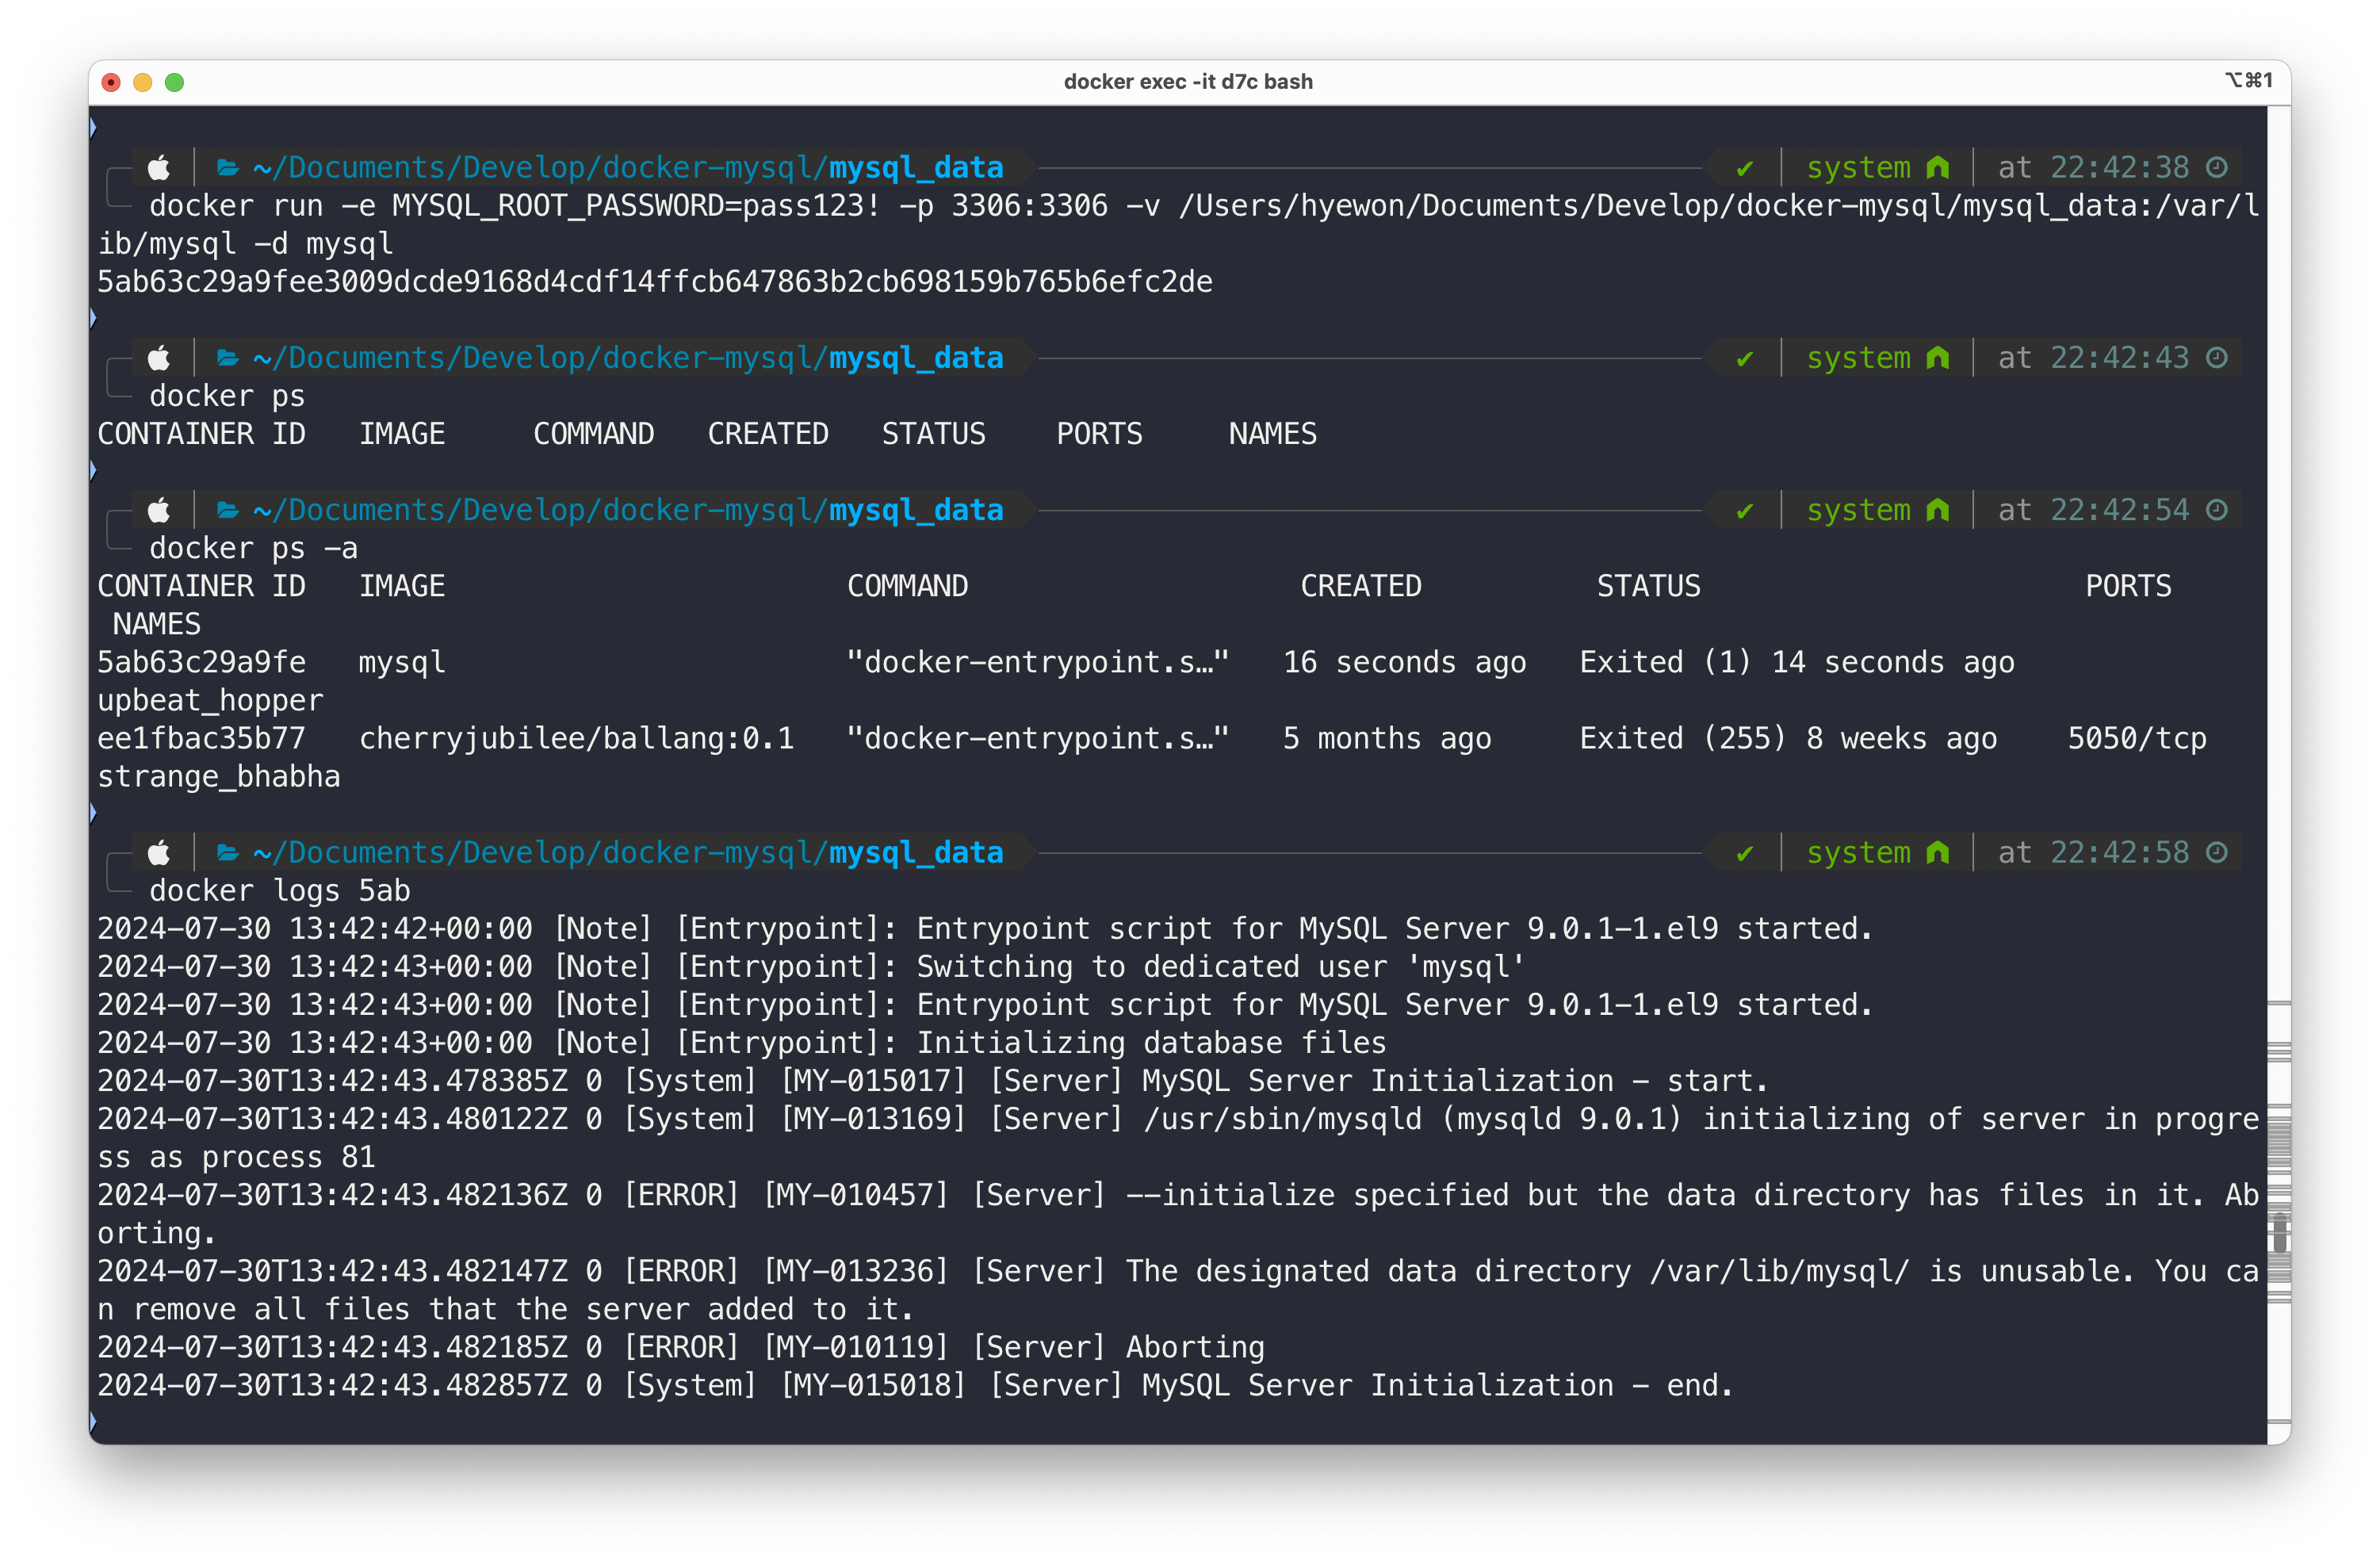 docker exec -it d7c bash
⌥⌘1
~/Documents/Develop/docker-mysql/mysql_data ✔ system at 22:42:38
docker run -e MYSQL_ROOT_PASSWORD=pass123! -p 3306:3306 -v /Users/hyewon/Documents/Develop/docker-mysql/mysql_data:/var/l
ib/mysql -d mysql
5ab63c29a9fee3009dcde9168d4cdf14ffcb647863b2cb698159b765b6efc2de
~/Documents/Develop/docker-mysql/mysql_data ✔ system at 22:42:43
docker ps
CONTAINER ID   IMAGE     COMMAND   CREATED   STATUS    PORTS     NAMES
~/Documents/Develop/docker-mysql/mysql_data ✔ system at 22:42:54
docker ps -a
CONTAINER ID   IMAGE                       COMMAND                   CREATED          STATUS                      PORTS
NAMES
5ab63c29a9fe   mysql                       "docker-entrypoint.s…"   16 seconds ago   Exited (1) 14 seconds ago
upbeat_hopper
ee1fbac35b77   cherryjubilee/ballang:0.1   "docker-entrypoint.s…"   5 months ago     Exited (255) 8 weeks ago    5050/tcp
strange_bhabha
~/Documents/Develop/docker-mysql/mysql_data ✔ system at 22:42:58
docker logs 5ab
2024-07-30 13:42:42+00:00 [Note] [Entrypoint]: Entrypoint script for MySQL Server 9.0.1-1.el9 started.
2024-07-30 13:42:43+00:00 [Note] [Entrypoint]: Switching to dedicated user 'mysql'
2024-07-30 13:42:43+00:00 [Note] [Entrypoint]: Entrypoint script for MySQL Server 9.0.1-1.el9 started.
2024-07-30 13:42:43+00:00 [Note] [Entrypoint]: Initializing database files
2024-07-30T13:42:43.478385Z 0 [System] [MY-015017] [Server] MySQL Server Initialization - start.
2024-07-30T13:42:43.480122Z 0 [System] [MY-013169] [Server] /usr/sbin/mysqld (mysqld 9.0.1) initializing of server in progre
ss as process 81
2024-07-30T13:42:43.482136Z 0 [ERROR] [MY-010457] [Server] --initialize specified but the data directory has files in it. Ab
orting.
2024-07-30T13:42:43.482147Z 0 [ERROR] [MY-013236] [Server] The designated data directory /var/lib/mysql/ is unusable. You ca
n remove all files that the server added to it.
2024-07-30T13:42:43.482185Z 0 [ERROR] [MY-010119] [Server] Aborting
2024-07-30T13:42:43.482857Z 0 [System] [MY-015018] [Server] MySQL Server Initialization - end.